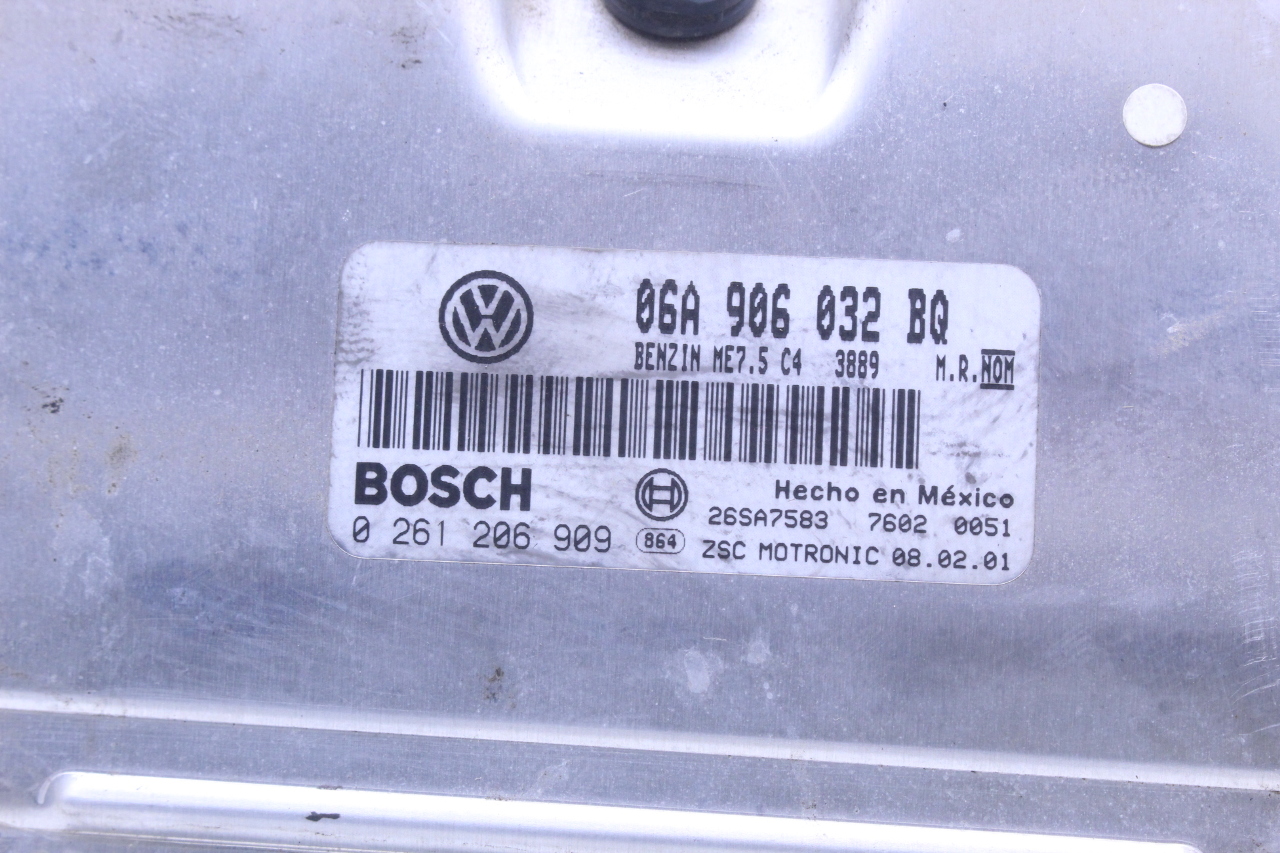 06A 906 032 BQ
BENZIN ME7.5 C4 3889 M.R.NOM
BOSCH
Hecho en México
0 261 206 909
864
26SA7583 7602 0051
ZSC MOTRONIC 08.02.01